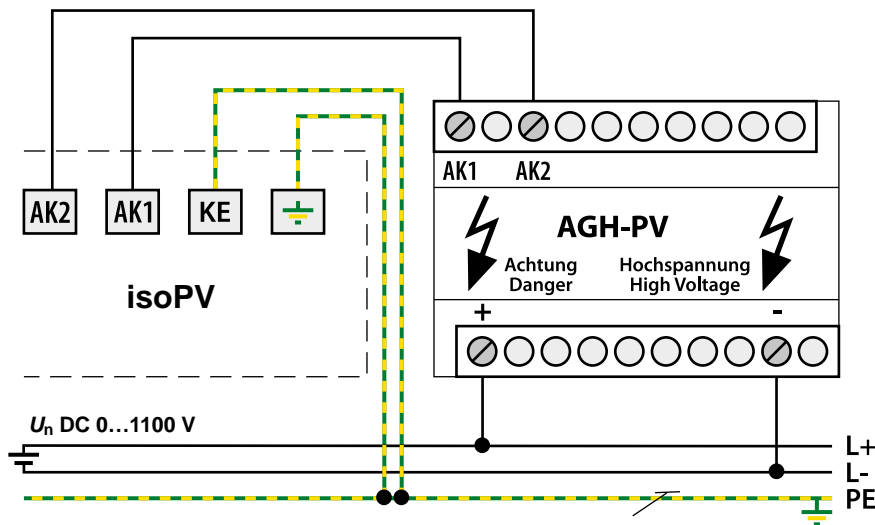 AK1 AK2
AK2 AK1 KE
AGH-PV
Achtung Hochspannung
Danger High Voltage
isoPV
+ -
Un DC 0…1100 V
L+
L-
PE